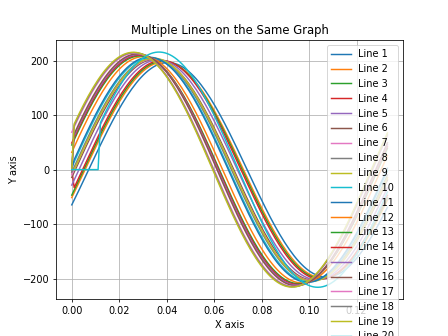 Multiple Lines on the Same Graph
Y axis
200
100
0
−100
−200
0.00
0.02
0.04
0.06
0.08
0.10
0.12
X axis
Line 1
Line 2
Line 3
Line 4
Line 5
Line 6
Line 7
Line 8
Line 9
Line 10
Line 11
Line 12
Line 13
Line 14
Line 15
Line 16
Line 17
Line 18
Line 19
Line 20